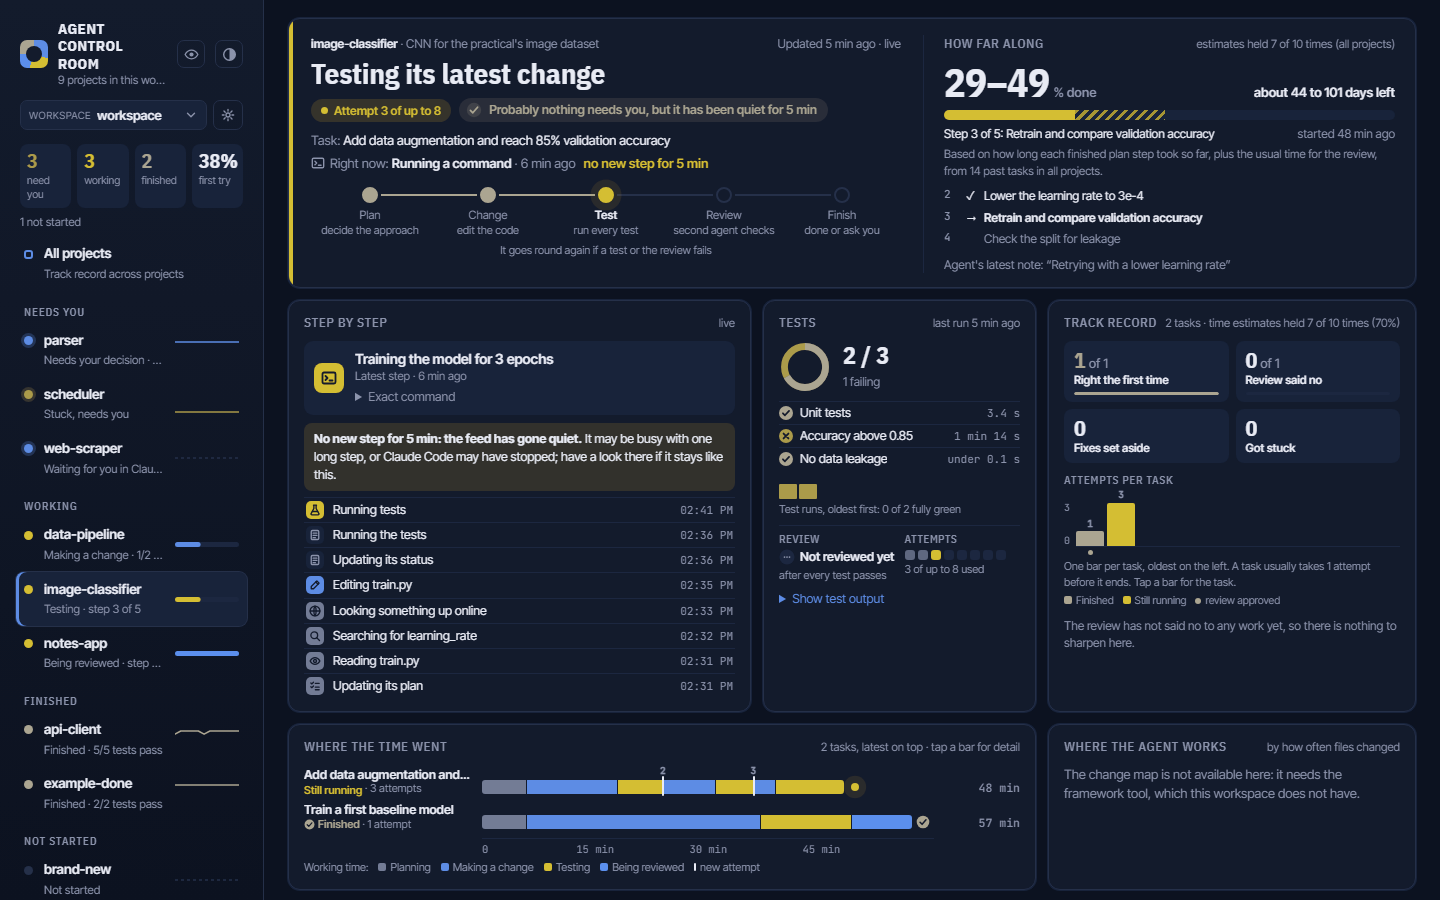 AGENT
CONTROL
ROOM
9 projects in this wo...
WORKSPACE workspace
3 need you
3 working
2 finished
38% first try
1 not started
All projects
Track record across projects
NEEDS YOU
parser
Needs your decision · ...
scheduler
Stuck, needs you
web-scraper
Waiting for you in Clau...
WORKING
data-pipeline
Making a change · 1/2 ...
image-classifier
Testing · step 3 of 5
notes-app
Being reviewed · step ...
FINISHED
api-client
Finished · 5/5 tests pass
example-done
Finished · 2/2 tests pass
NOT STARTED
brand-new
Not started
image-classifier · CNN for the practical's image dataset
Updated 5 min ago · live
Testing its latest change
Attempt 3 of up to 8
Probably nothing needs you, but it has been quiet for 5 min
Task: Add data augmentation and reach 85% validation accuracy
Right now: Running a command · 6 min ago no new step for 5 min
Plan
decide the approach
Change
edit the code
Test
run every test
Review
second agent checks
Finish
done or ask you
It goes round again if a test or the review fails
HOW FAR ALONG
estimates held 7 of 10 times (all projects)
29–49 % done
about 44 to 101 days left
Step 3 of 5: Retrain and compare validation accuracy
started 48 min ago
Based on how long each finished plan step took so far, plus the usual time for the review,
from 14 past tasks in all projects.
2 ✓ Lower the learning rate to 3e-4
3 → Retrain and compare validation accuracy
4 Check the split for leakage
Agent's latest note: “Retrying with a lower learning rate”
STEP BY STEP
live
Training the model for 3 epochs
Latest step · 6 min ago
Exact command
No new step for 5 min: the feed has gone quiet. It may be busy with one
long step, or Claude Code may have stopped; have a look there if it stays like
this.
Running tests 02:41 PM
Running the tests 02:36 PM
Updating its status 02:36 PM
Editing train.py 02:35 PM
Looking something up online 02:33 PM
Searching for learning_rate 02:32 PM
Reading train.py 02:31 PM
Updating its plan 02:31 PM
TESTS
last run 5 min ago
2 / 3
1 failing
Unit tests 3.4 s
Accuracy above 0.85 1 min 14 s
No data leakage under 0.1 s
Test runs, oldest first: 0 of 2 fully green
REVIEW
Not reviewed yet
after every test passes
ATTEMPTS
3 of up to 8 used
Show test output
TRACK RECORD
2 tasks · time estimates held 7 of 10 times (70%)
1 of 1
Right the first time
0 of 1
Review said no
0
Fixes set aside
0
Got stuck
ATTEMPTS PER TASK
3
0
1
3
One bar per task, oldest on the left. A task usually takes 1 attempt
before it ends. Tap a bar for the task.
Finished Still running review approved
The review has not said no to any work yet, so there is nothing to
sharpen here.
WHERE THE TIME WENT
2 tasks, latest on top · tap a bar for detail
Add data augmentation and...
Still running · 3 attempts
2
3
48 min
Train a first baseline model
Finished · 1 attempt
57 min
0 15 min 30 min 45 min
Working time: Planning Making a change Testing Being reviewed new attempt
WHERE THE AGENT WORKS
by how often files changed
The change map is not available here: it needs the
framework tool, which this workspace does not have.